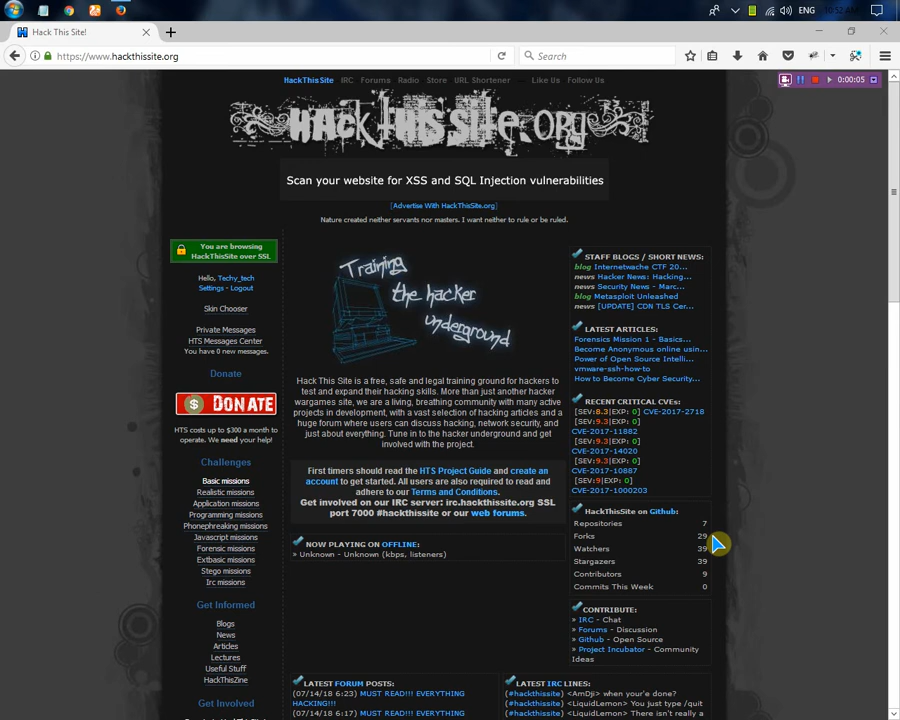 ENG
10:52 AM
Hack This Site!
https://www.hackthissite.org
Search
HackThisSite IRC Forums Radio Store URL Shortener Like Us Follow Us
0:00:05
HackThisSite.org
Scan your website for XSS and SQL Injection vulnerabilities
[Advertise With HackThisSite.org]
Nature created neither servants nor masters. I want neither to rule or be ruled.
You are browsing
HackThisSite over SSL
Hello, Techy_tech
Settings - Logout
Skin Chooser
Private Messages
HTS Messages Center
You have 0 new messages.
Donate
$ DONATE
HTS costs up to $300 a month to
operate. We need your help!
Challenges
Basic missions
Realistic missions
Application missions
Programming missions
Phonephreaking missions
Javascript missions
Forensic missions
Extbasic missions
Stego missions
Irc missions
Get Informed
Blogs
News
Articles
Lectures
Useful Stuff
HackThisZine
Get Involved
Training
the hacker
underground
Hack This Site is a free, safe and legal training ground for hackers to
test and expand their hacking skills. More than just another hacker
wargames site, we are a living, breathing community with many active
projects in development, with a vast selection of hacking articles and a
huge forum where users can discuss hacking, network security, and
just about everything. Tune in to the hacker underground and get
involved with the project.
First timers should read the HTS Project Guide and create an
account to get started. All users are also required to read and
adhere to our Terms and Conditions.
Get involved on our IRC server: irc.hackthissite.org SSL
port 7000 #hackthissite or our web forums.
NOW PLAYING ON OFFLINE:
» Unknown - Unknown (kbps, listeners)
LATEST FORUM POSTS:
(07/14/18 6:23) MUST READ!!! EVERYTHING
HACKING!!!
(07/14/18 6:17) MUST READ!!! EVERYTHING
LATEST IRC LINES:
(#hackthissite) <AmDji> when your'e done?
(#hackthissite) <LiquidLemon> You just type /quit
(#hackthissite) <LiquidLemon> There isn't really a
STAFF BLOGS / SHORT NEWS:
blog Internetwache CTF 20...
news Hacker News: Hacking...
news Security News - Marc...
blog Metasploit Unleashed
news [UPDATE] CDN TLS Cer...
LATEST ARTICLES:
Forensics Mission 1 - Basics...
Become Anonymous online usin...
Power of Open Source Intelli...
vmware-ssh-how-to
How to Become Cyber Security...
RECENT CRITICAL CVEs:
[SEV:8.3|EXP: 0] CVE-2017-2718
[SEV:9.3|EXP: 0]
CVE-2017-11882
[SEV:9.3|EXP: 0]
CVE-2017-14020
[SEV:9.3|EXP: 0]
CVE-2017-10887
[SEV:9|EXP: 0]
CVE-2017-1000203
HackThisSite on Github:
Repositories 7
Forks 29
Watchers 39
Stargazers 39
Contributors 9
Commits This Week 0
CONTRIBUTE:
» IRC - Chat
» Forums - Discussion
» Github - Open Source
» Project Incubator - Community
Ideas